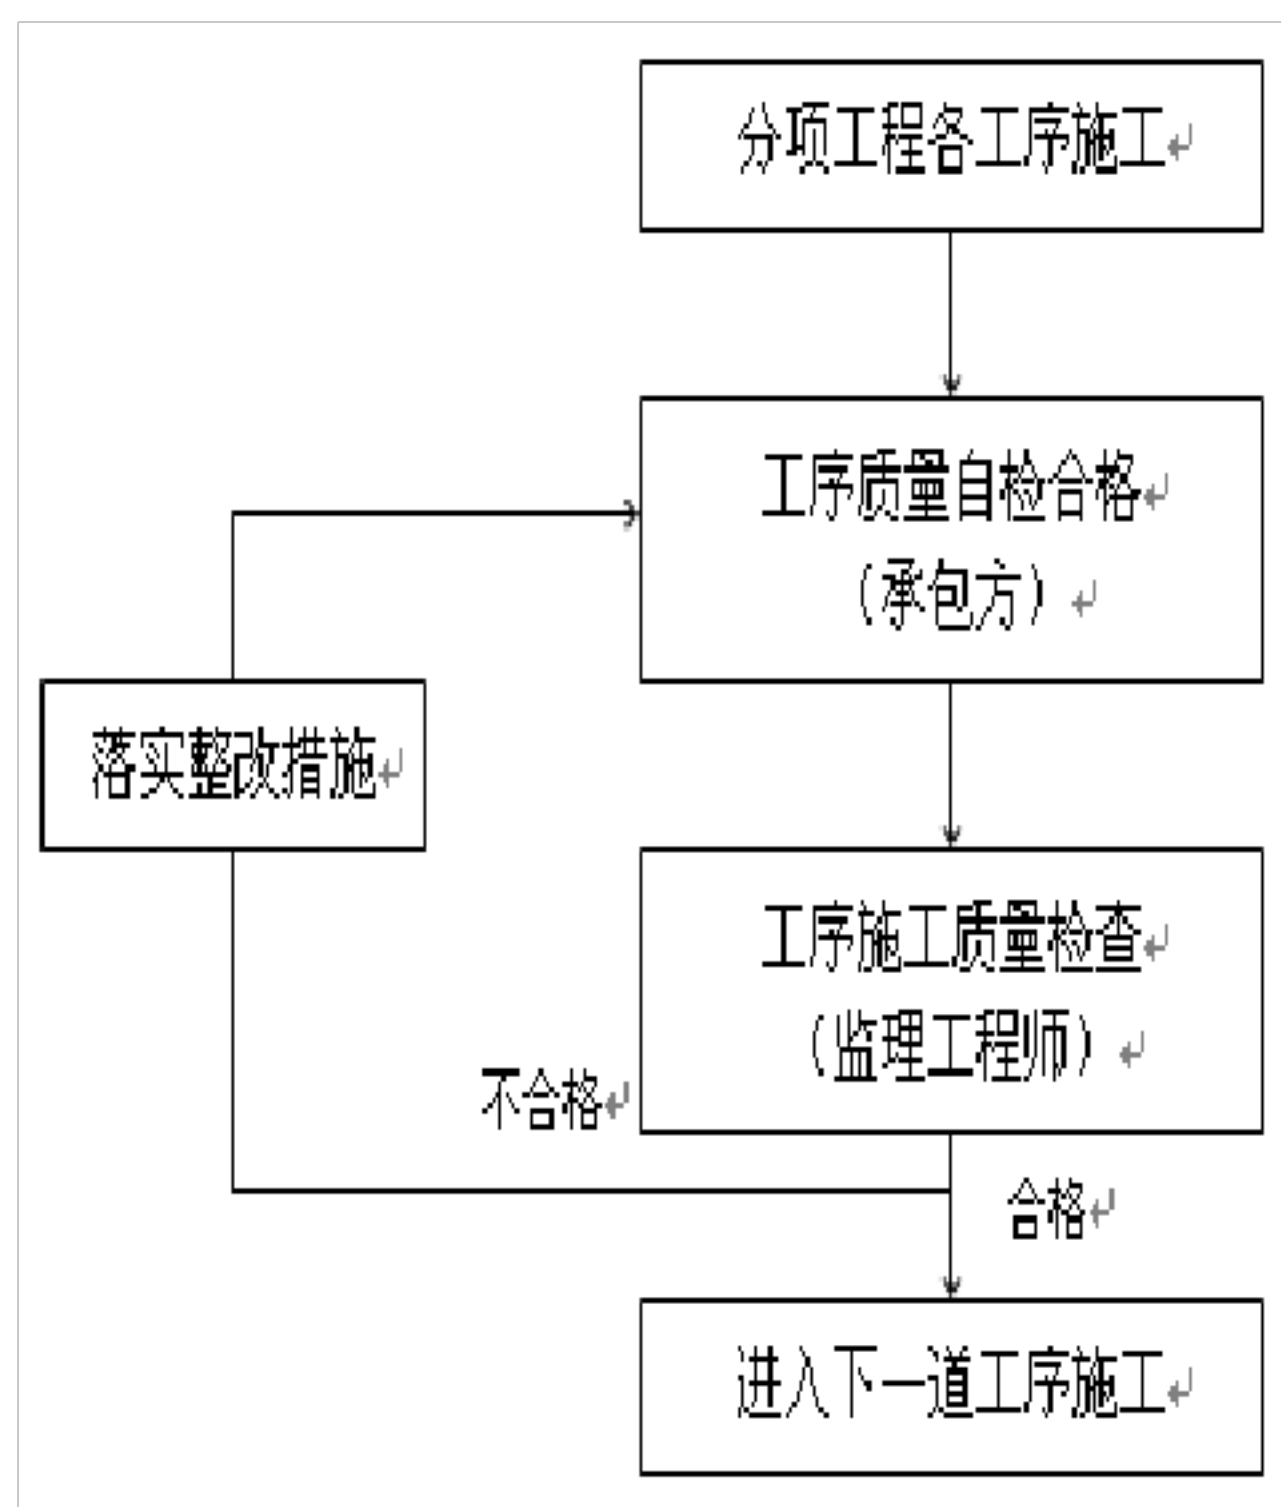 分项工程各工序施工
工序质量自检合格
（承包方）
落实整改措施
工序施工质量检查
（监理工程师）
不合格
合格
进入下一道工序施工